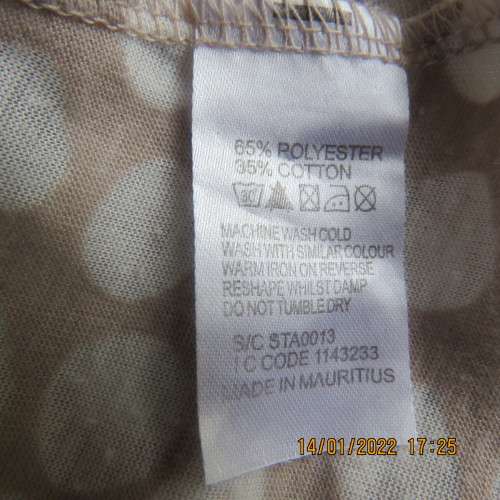 65% POLYESTER
35% COTTON
MACHINE WASH COLD
WASH WITH SIMILAR COLOUR
WARM IRON ON REVERSE
RESHAPE WHILST DAMP
DO NOT TUMBLE DRY
S/C STA0013
T C CODE 1143233
MADE IN MAURITIUS
14/01/2022 17:25